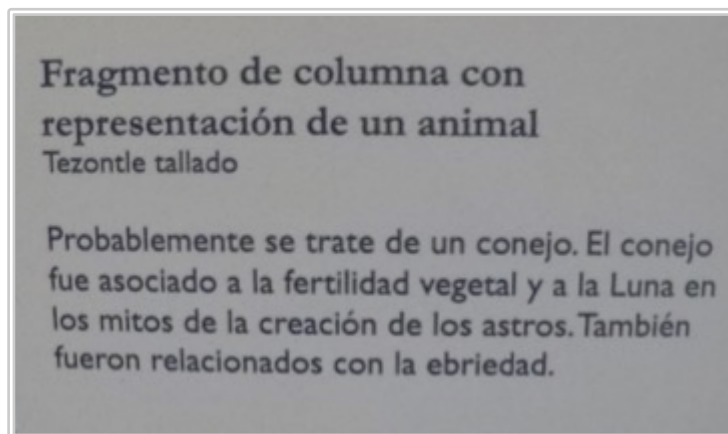 Fragmento de columna con
representación de un animal
Tezontle tallado
Probablemente se trate de un conejo. El conejo
fue asociado a la fertilidad vegetal y a la Luna en
los mitos de la creación de los astros. También
fueron relacionados con la ebriedad.